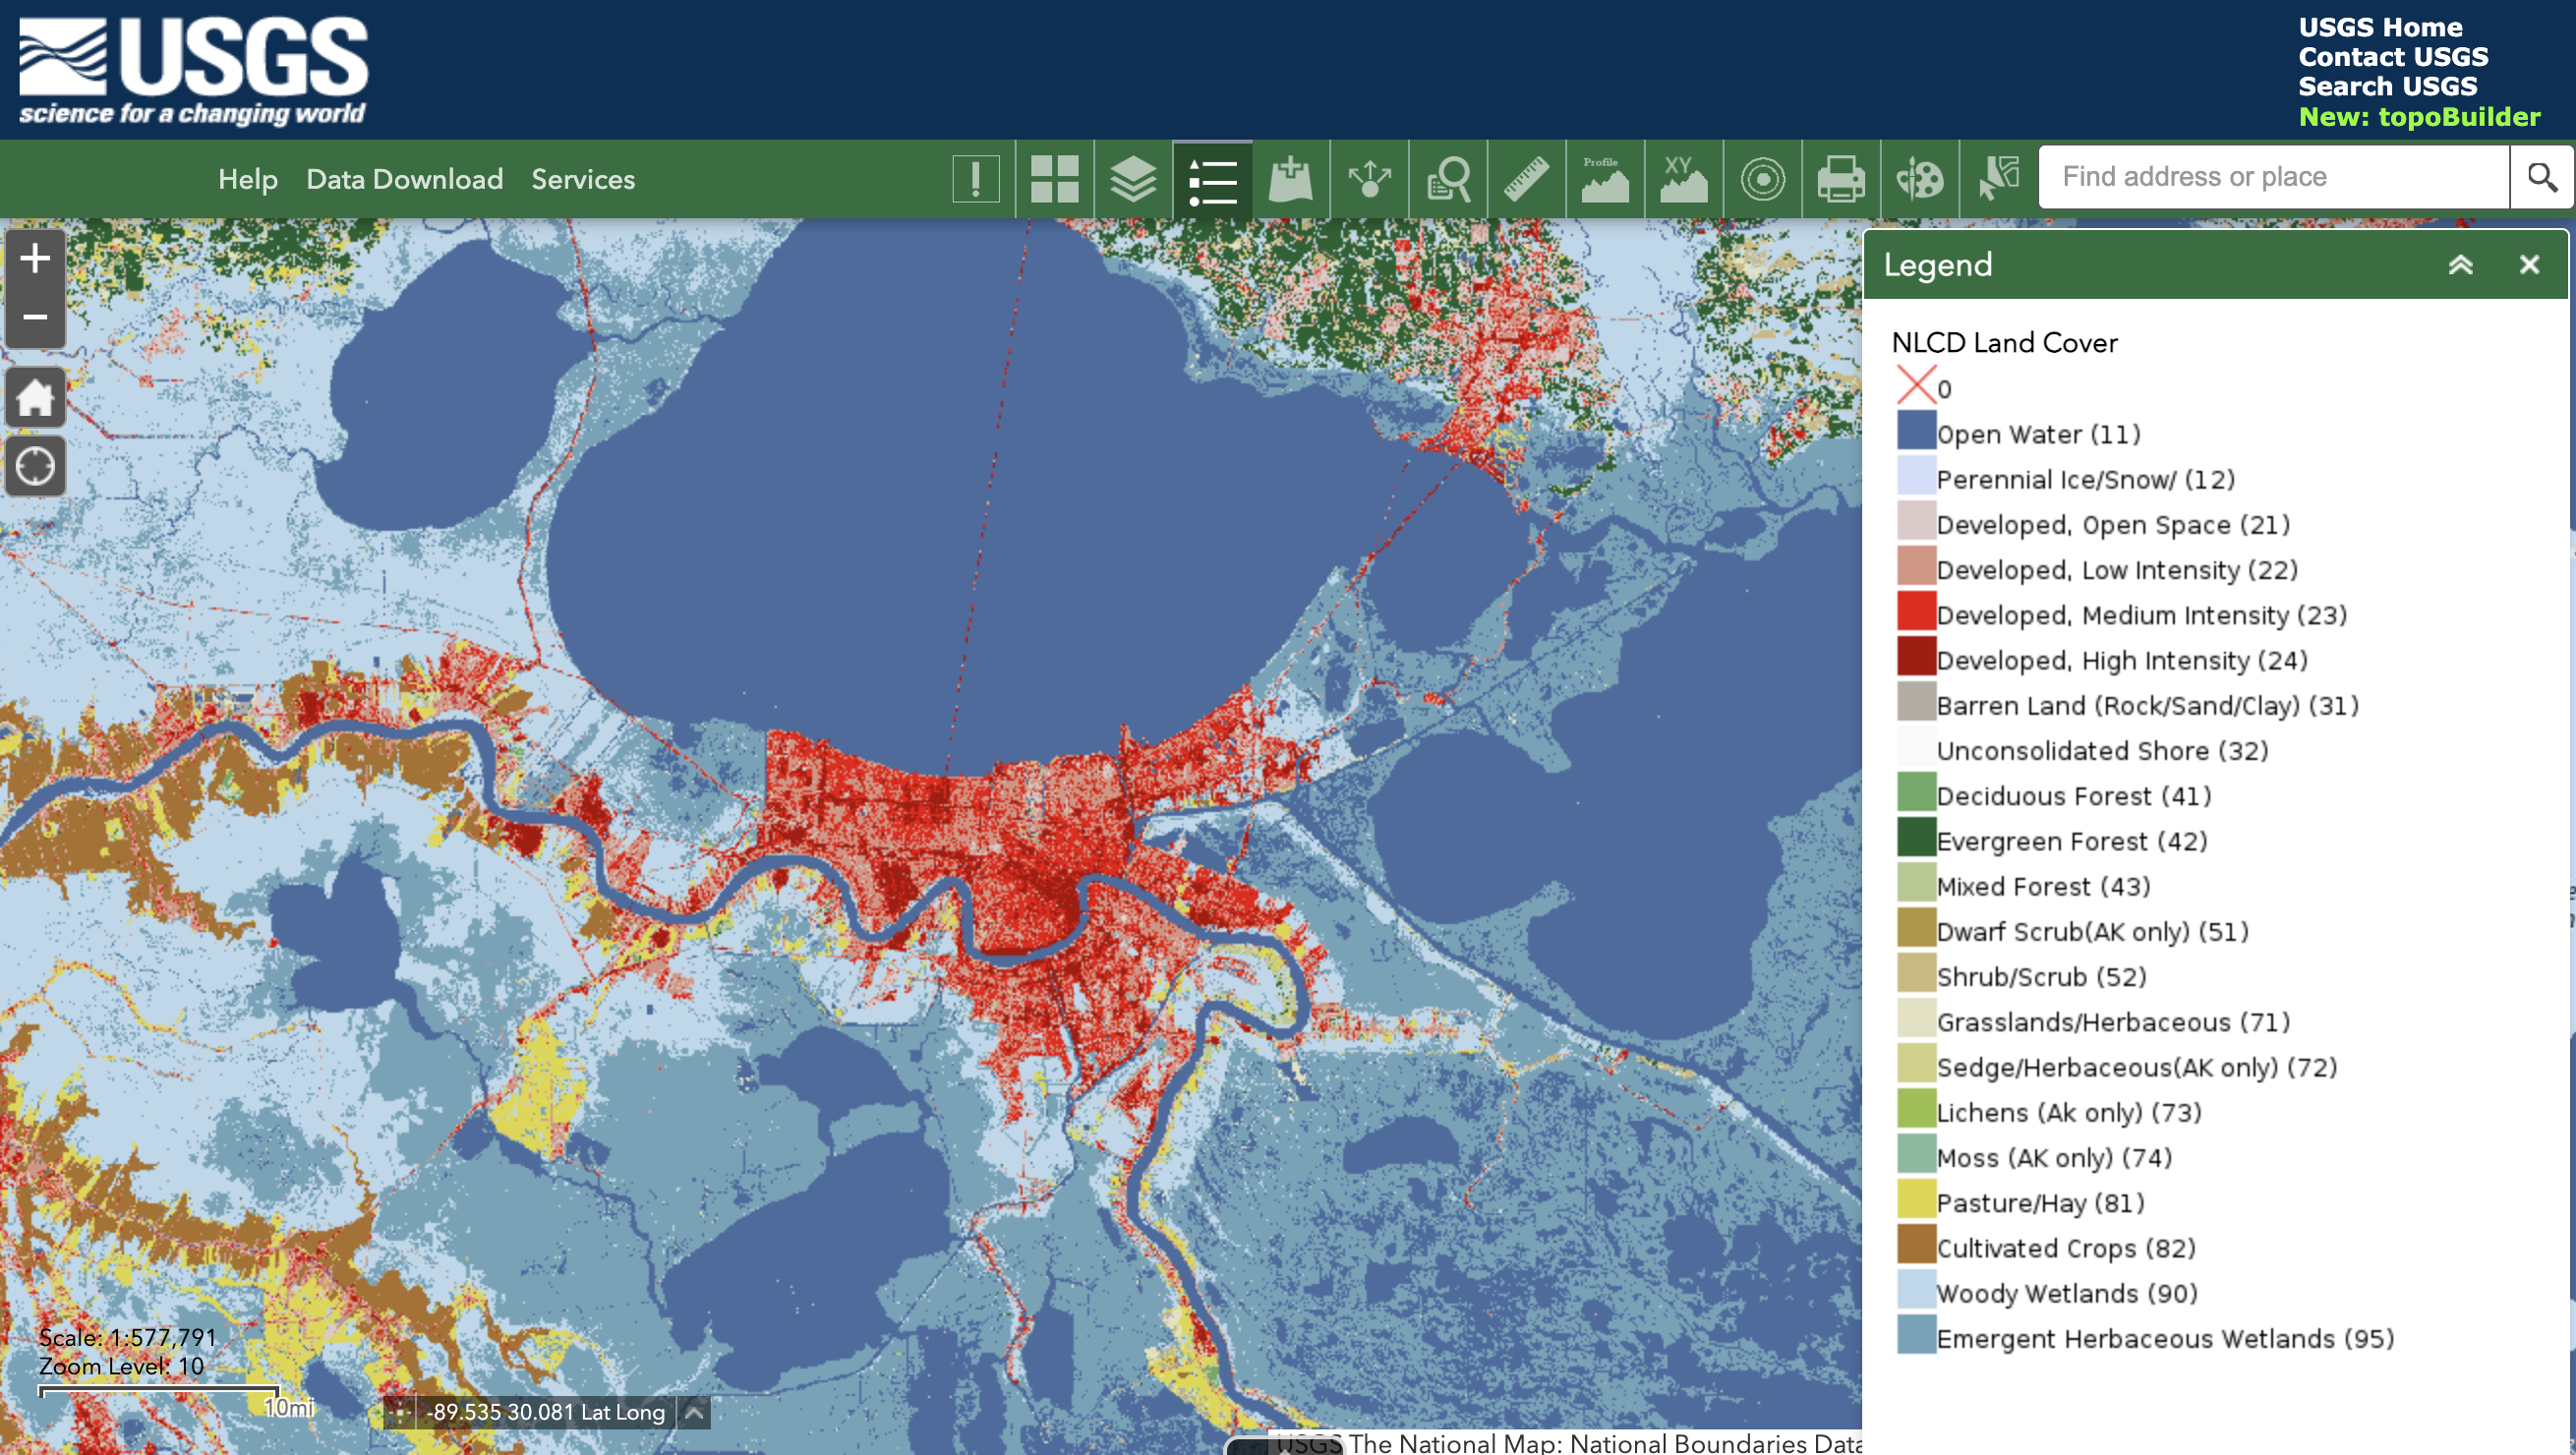 USGS
science for a changing world
USGS Home
Contact USGS
Search USGS
New: topoBuilder
Help
Data Download
Services
Profile
XY
Find address or place
Legend
NLCD Land Cover
0
Open Water (11)
Perennial Ice/Snow/ (12)
Developed, Open Space (21)
Developed, Low Intensity (22)
Developed, Medium Intensity (23)
Developed, High Intensity (24)
Barren Land (Rock/Sand/Clay) (31)
Unconsolidated Shore (32)
Deciduous Forest (41)
Evergreen Forest (42)
Mixed Forest (43)
Dwarf Scrub(AK only) (51)
Shrub/Scrub (52)
Grasslands/Herbaceous (71)
Sedge/Herbaceous(AK only) (72)
Lichens (Ak only) (73)
Moss (AK only) (74)
Pasture/Hay (81)
Cultivated Crops (82)
Woody Wetlands (90)
Emergent Herbaceous Wetlands (95)
Scale: 1:577,791
Zoom Level: 10
10mi
-89.535 30.081 Lat Long
USGS The National Map: National Boundaries Data